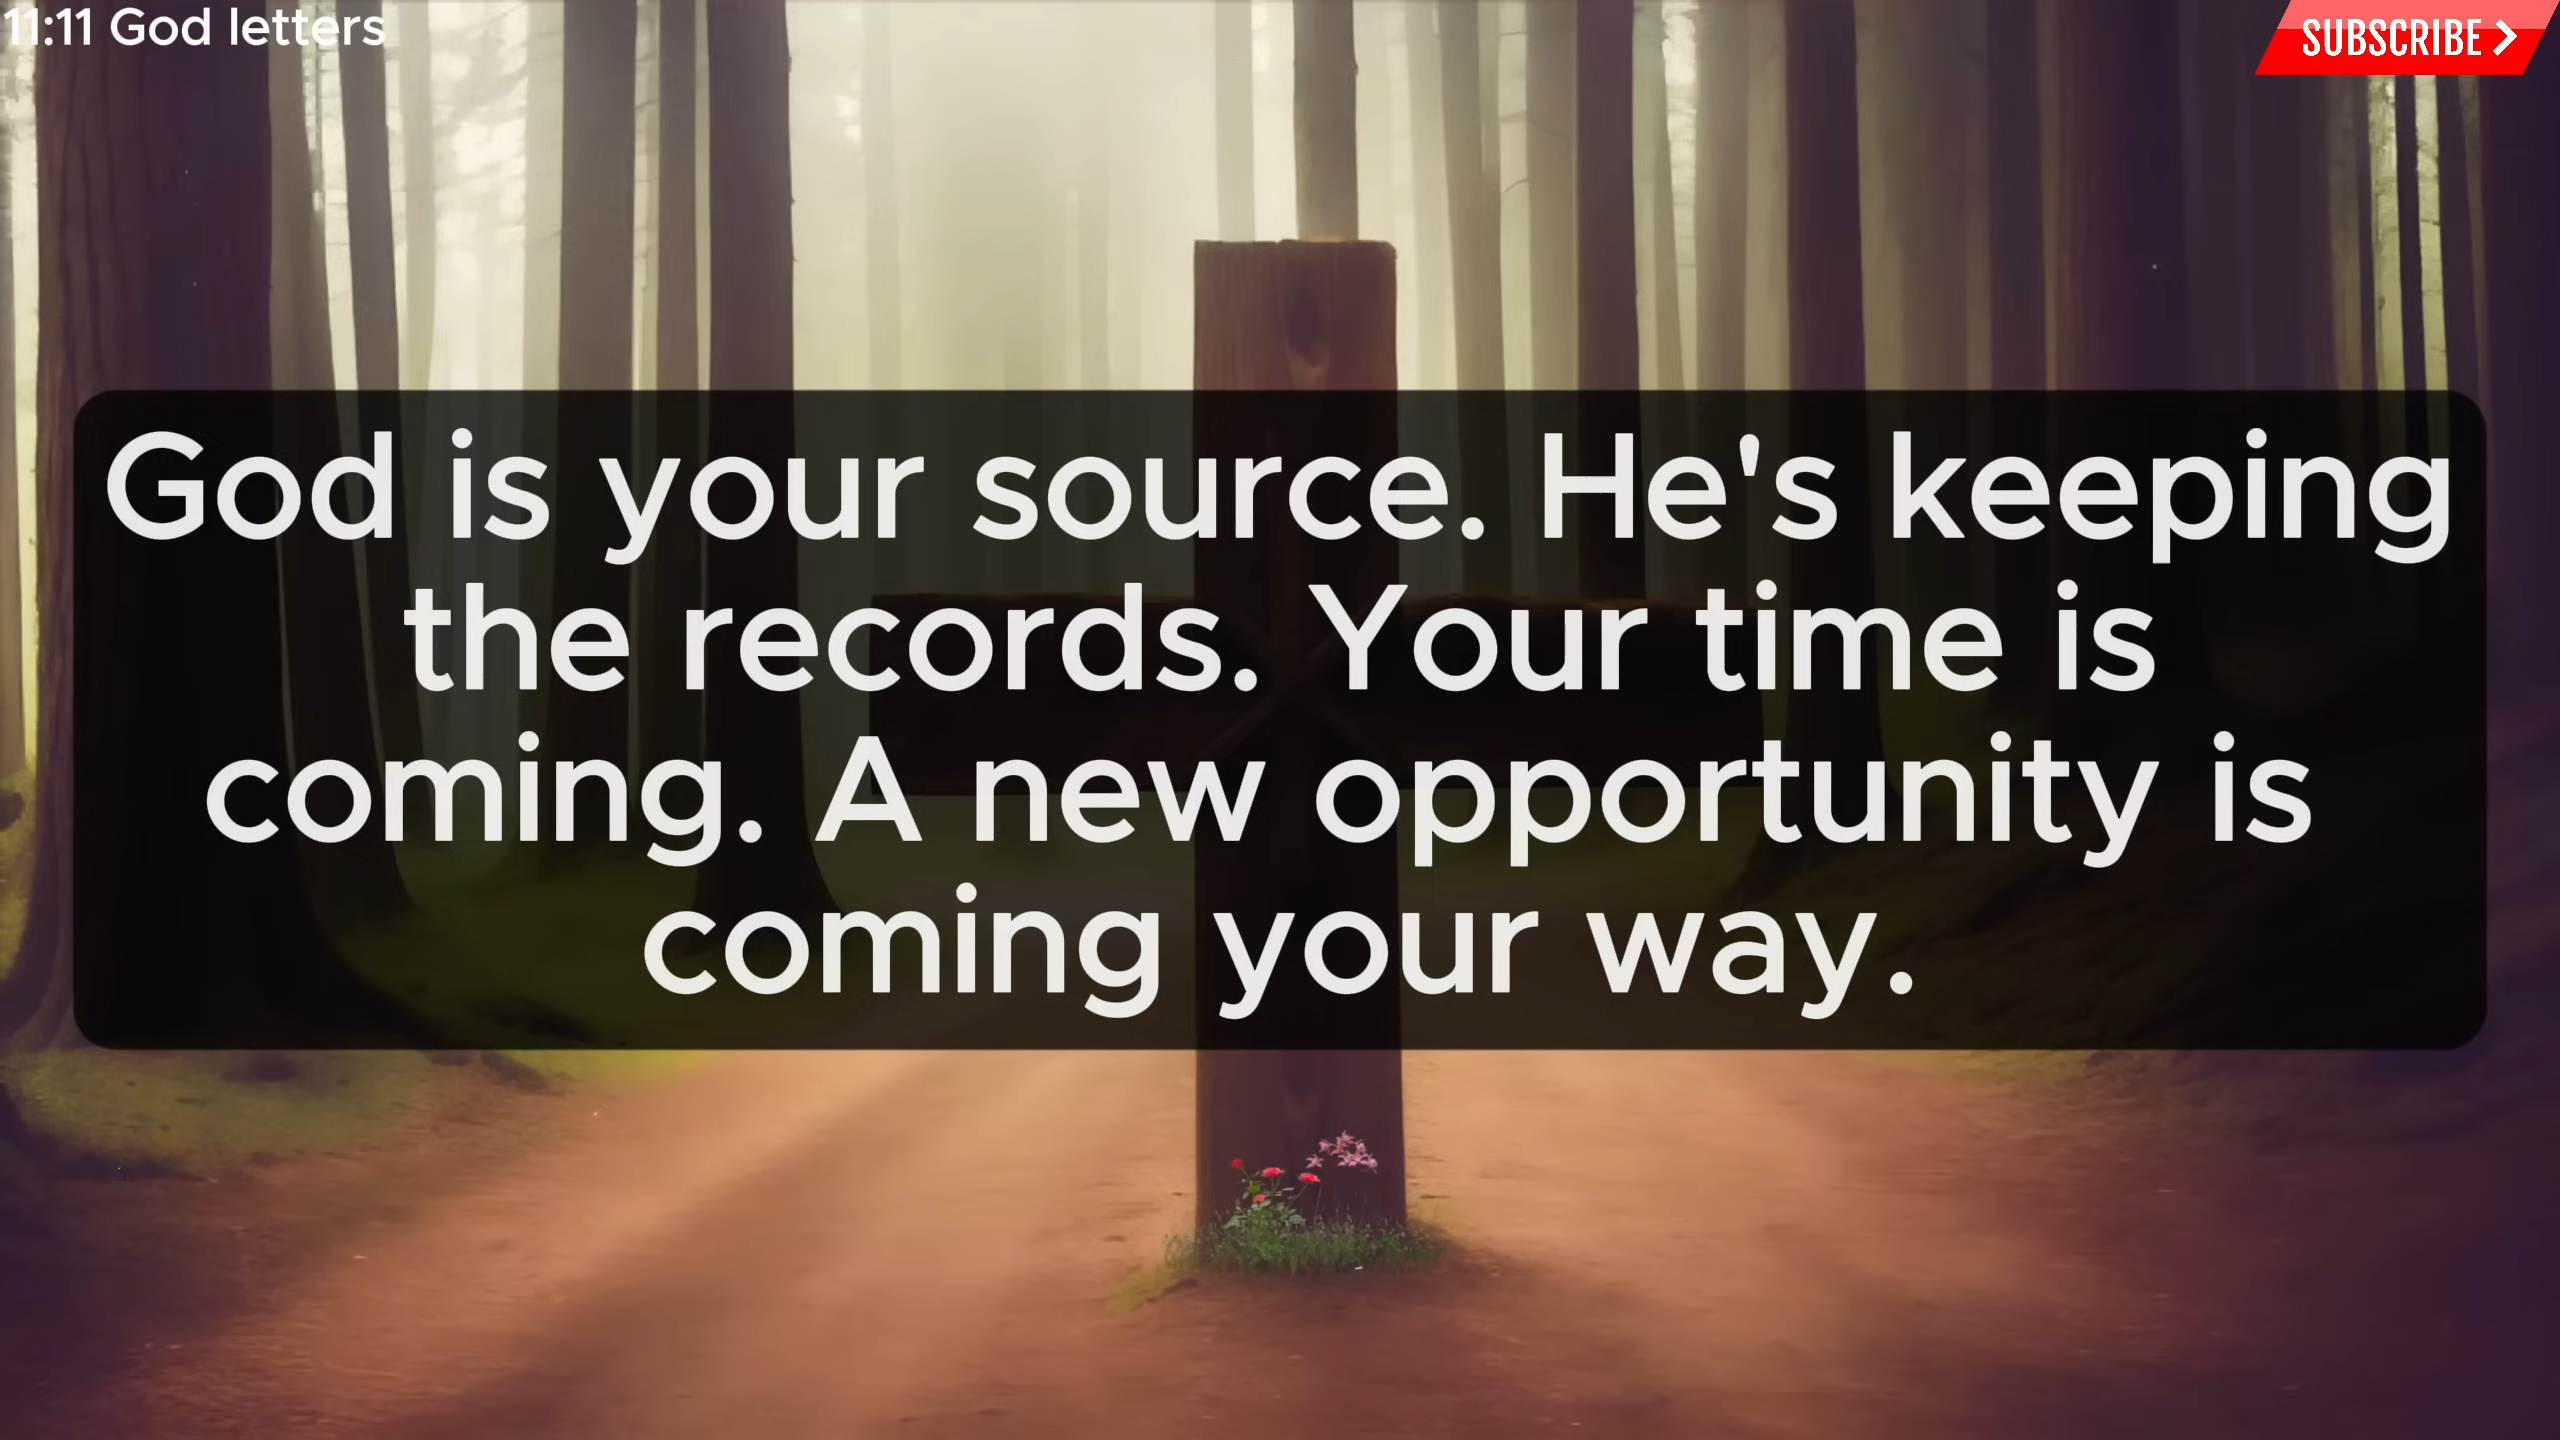 11:11 God letters
SUBSCRIBE
God is your source. He's keeping
the records. Your time is
coming. A new opportunity is
coming your way.